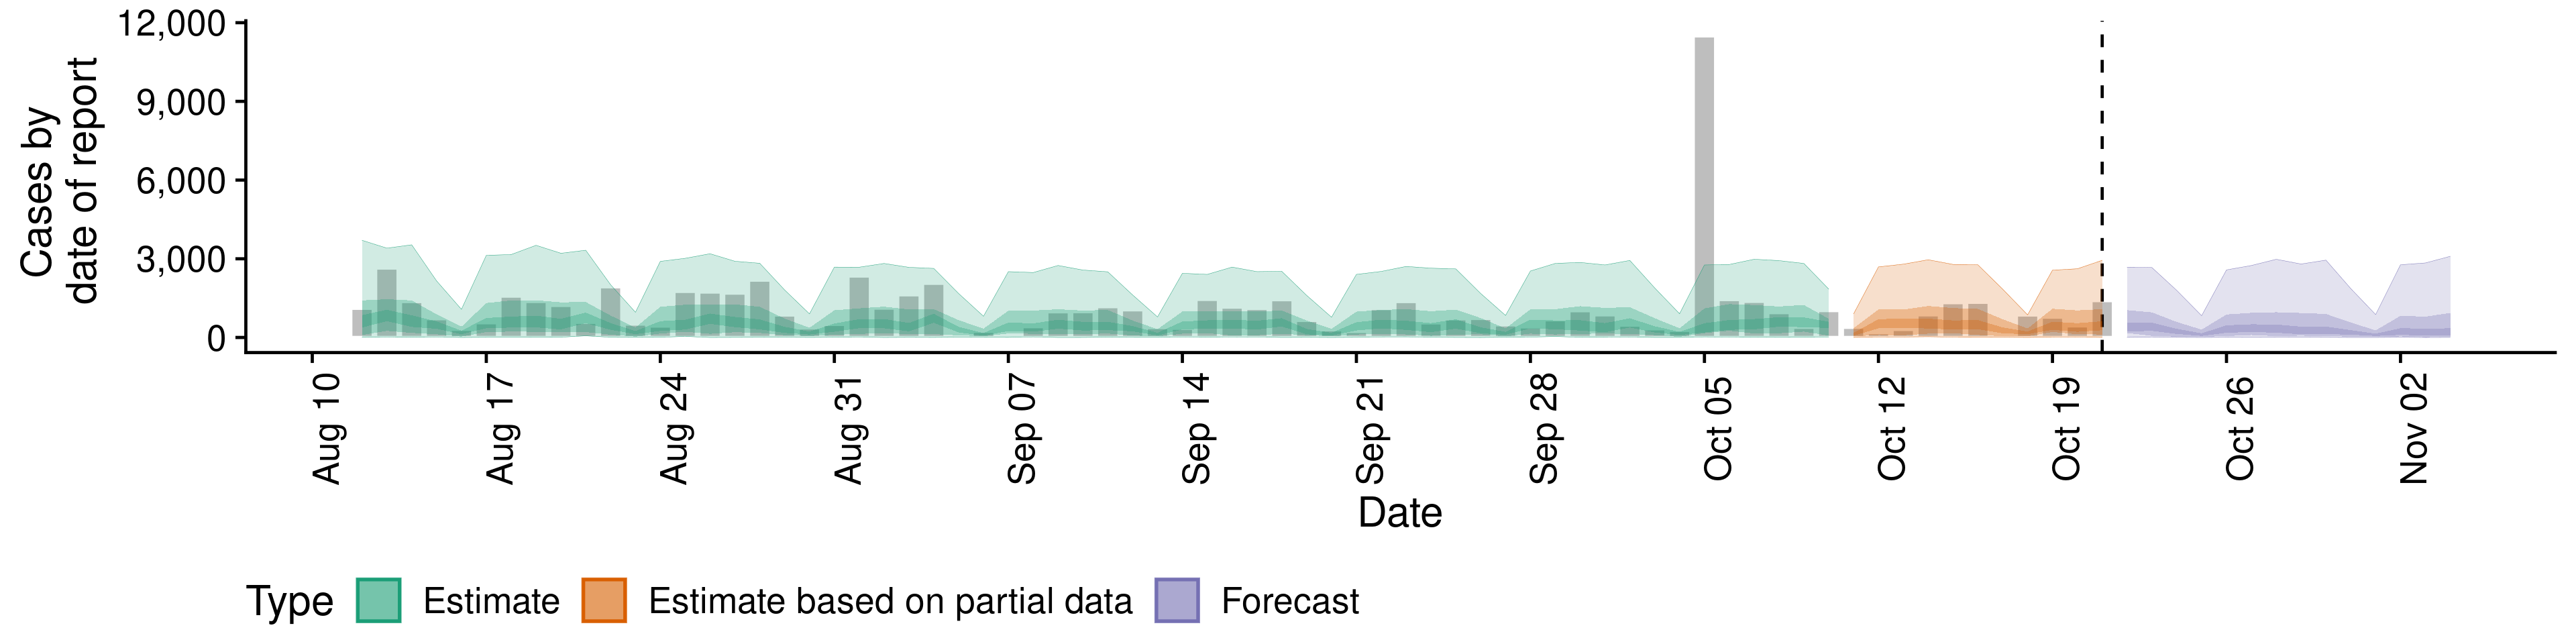 Cases by
date of report
12,000
9,000
6,000
3,000
0
Aug 10
Aug 17
Aug 24
Aug 31
Sep 07
Sep 14
Sep 21
Sep 28
Oct 05
Oct 12
Oct 19
Oct 26
Nov 02
Date
Type Estimate Estimate based on partial data Forecast